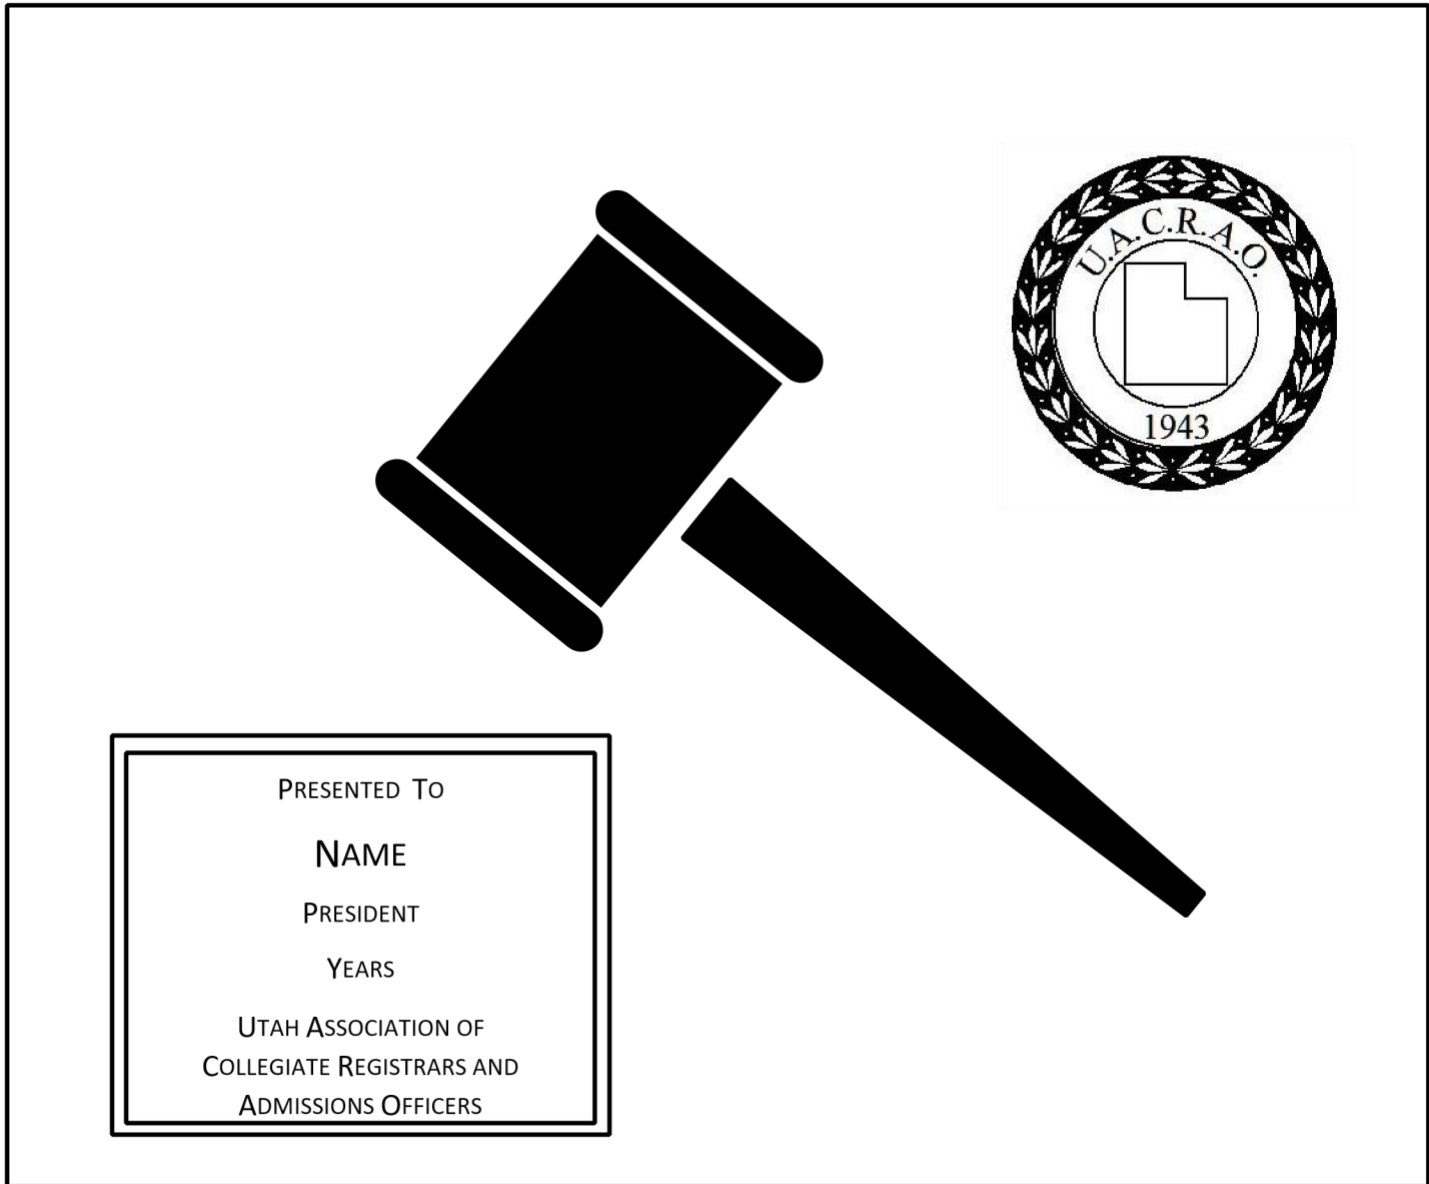 U.A.C.R.A.O.
1943
PRESENTED TO
NAME
PRESIDENT
YEARS
UTAH ASSOCIATION OF
COLLEGIATE REGISTRARS AND
ADMISSIONS OFFICERS